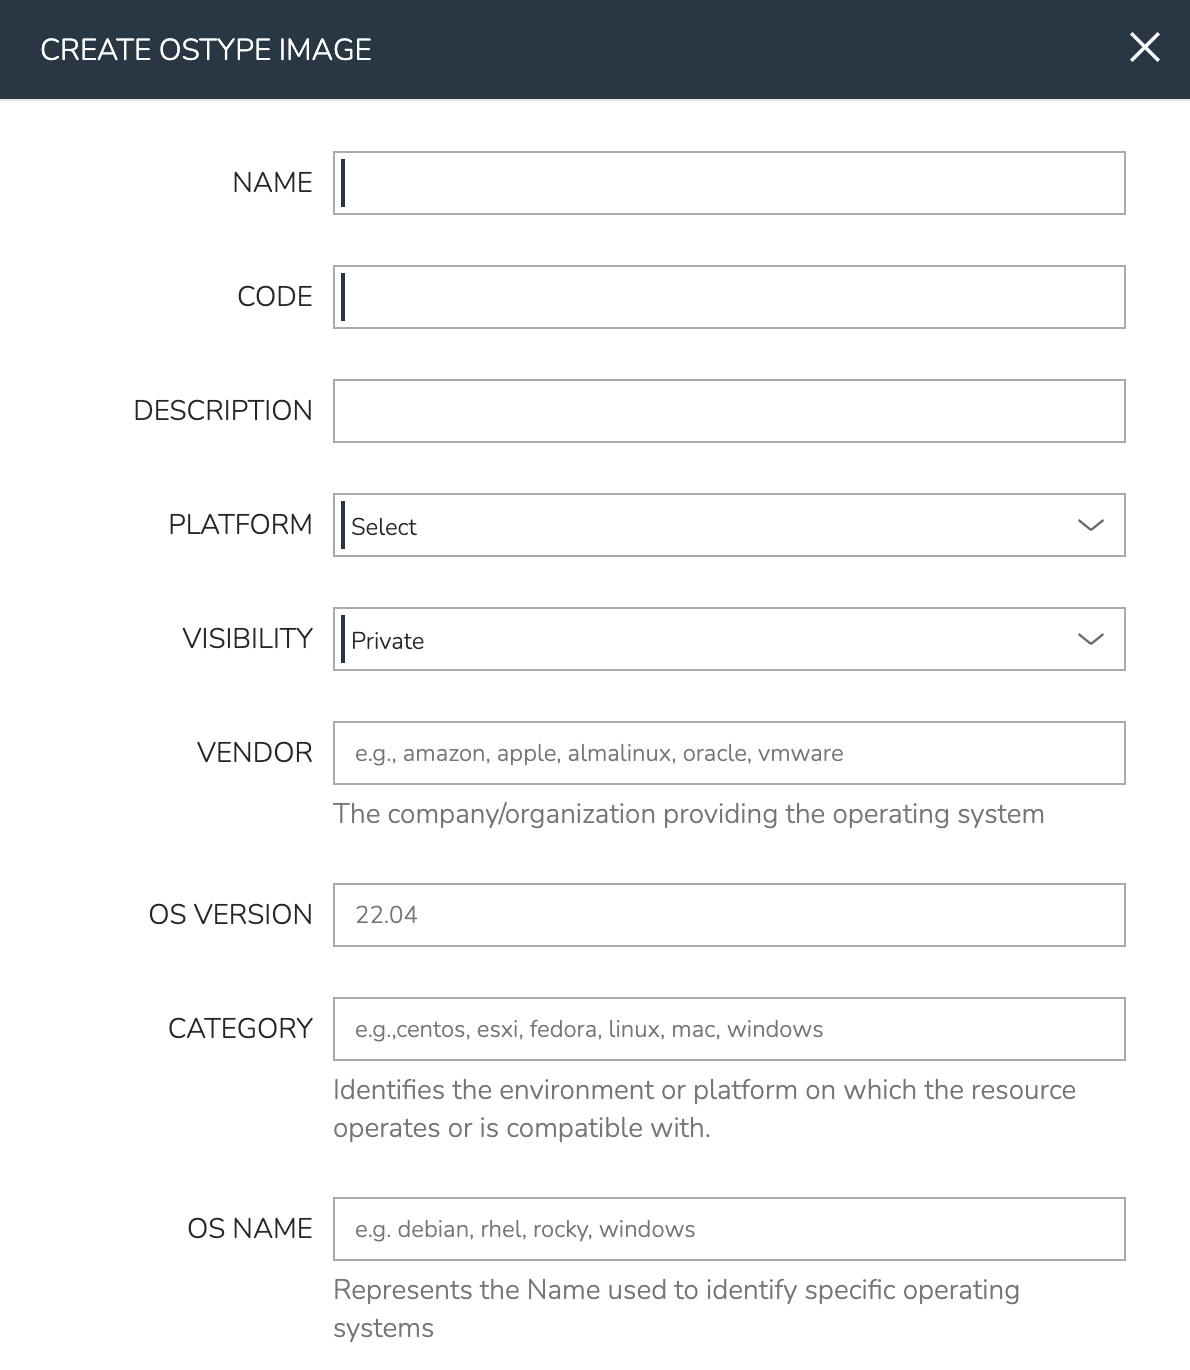 CREATE OSTYPE IMAGE
NAME
CODE
DESCRIPTION
PLATFORM
Select
VISIBILITY
Private
VENDOR
e.g., amazon, apple, almalinux, oracle, vmware
The company/organization providing the operating system
OS VERSION
22.04
CATEGORY
e.g.,centos, esxi, fedora, linux, mac, windows
Identifies the environment or platform on which the resource
operates or is compatible with.
OS NAME
e.g. debian, rhel, rocky, windows
Represents the Name used to identify specific operating
systems